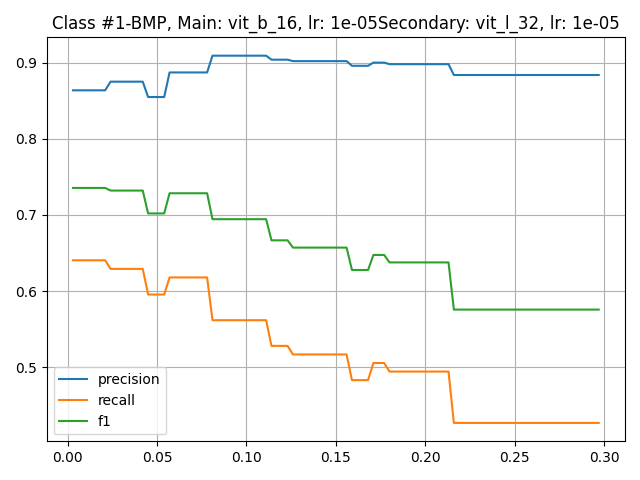 Class #1-BMP, Main: vit_b_16, lr: 1e-05Secondary: vit_l_32, lr: 1e-05
0.9
0.8
0.7
0.6
0.5
precision
recall
f1
0.00 0.05 0.10 0.15 0.20 0.25 0.30